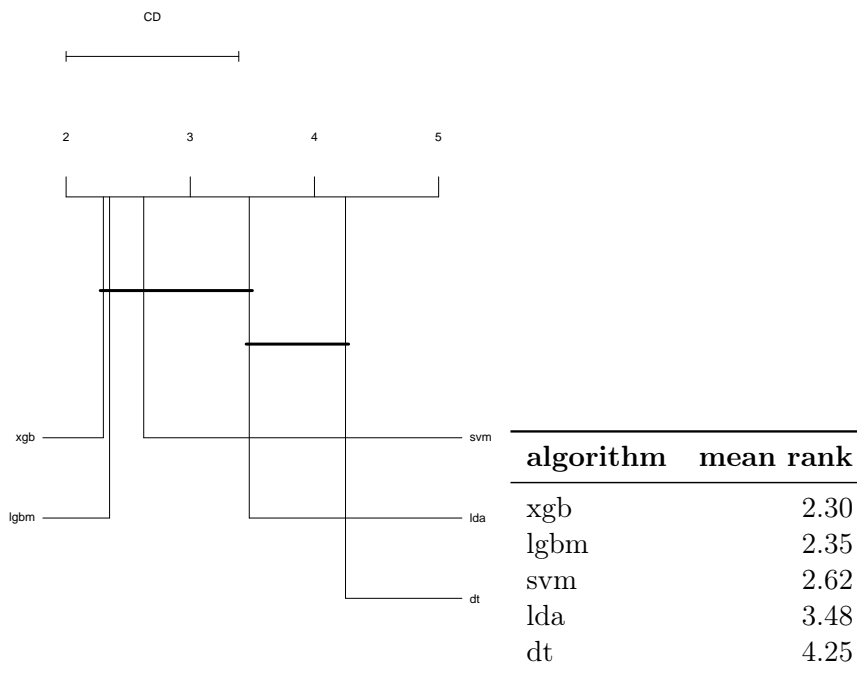 CD
2 3 4 5
xgb
svm
lgbm
lda
dt
algorithm mean rank
xgb 2.30
lgbm 2.35
svm 2.62
lda 3.48
dt 4.25